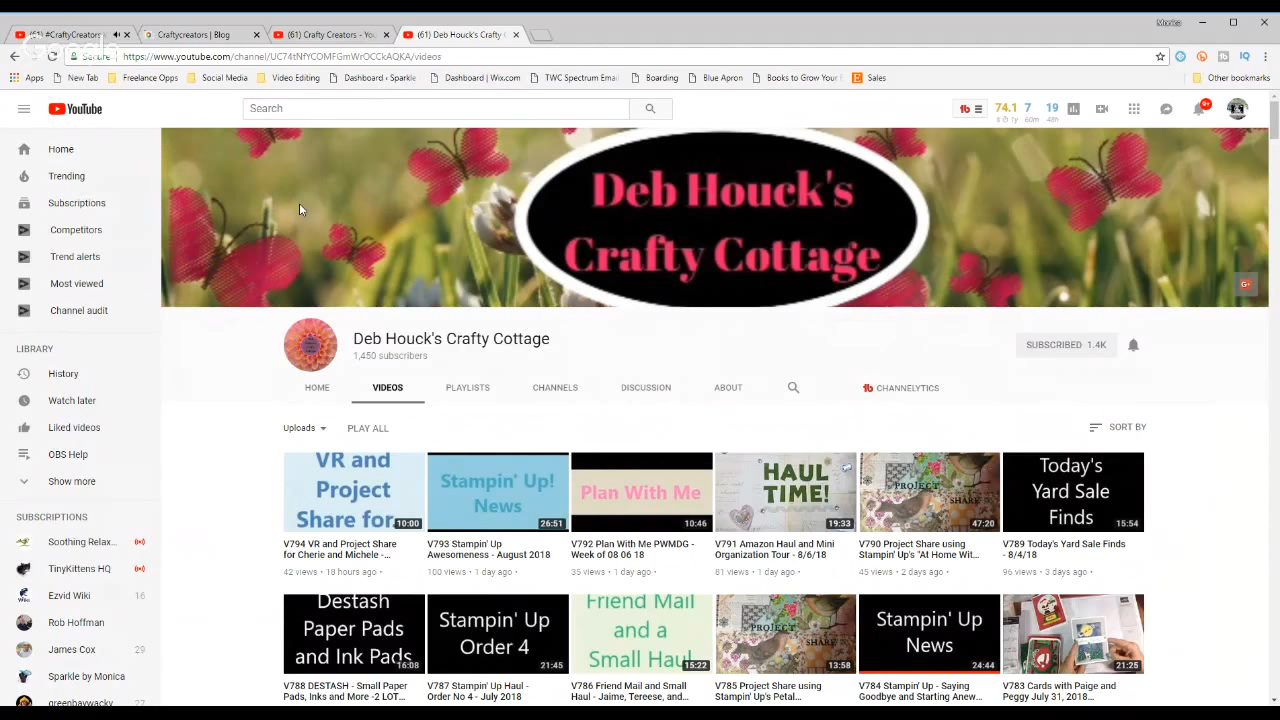 Monica
(61) #CraftyCreators
Craftycreators | Blog
(61) Crafty Creators - You
(61) Deb Houck's Crafty C
Google
Secure
https://www.youtube.com/channel/UC74tNfYCOMFGmWrOCCkAQKA/videos
Apps
New Tab
Freelance Opps
Social Media
Video Editing
Dashboard ‹ Sparkle
Dashboard | Wix.com
TWC Spectrum Email
Boarding
Blue Apron
Books to Grow Your
Sales
Other bookmarks
YouTube
Search
74.1 7 19
60m 48h
9+
Home
Trending
Subscriptions
Competitors
Trend alerts
Most viewed
Channel audit
LIBRARY
History
Watch later
Liked videos
OBS Help
Show more
SUBSCRIPTIONS
Soothing Relax...
TinyKittens HQ
Ezvid Wiki 16
Rob Hoffman
James Cox 29
Sparkle by Monica
greenbaywacky
Deb Houck's
Crafty Cottage
G+
Deb Houck's Crafty Cottage
1,450 subscribers
SUBSCRIBED 1.4K
HOME
VIDEOS
PLAYLISTS
CHANNELS
DISCUSSION
ABOUT
tb CHANNELYTICS
Uploads
PLAY ALL
SORT BY
VR and
Project
Share for
10:00
V794 VR and Project Share
for Cherie and Michele -...
42 views • 18 hours ago
Stampin' Up!
News
26:51
V793 Stampin' Up
Awesomeness - August 2018
100 views • 1 day ago
Plan With Me
10:46
V792 Plan With Me PWMDG -
Week of 08 06 18
35 views • 1 day ago
HAUL
TIME!
19:33
V791 Amazon Haul and Mini
Organization Tour - 8/6/18
81 views • 1 day ago
PROJECT
SHARE
47:20
V790 Project Share using
Stampin' Up's "At Home Wit...
45 views • 2 days ago
Today's
Yard Sale
Finds
15:54
V789 Today's Yard Sale Finds
- 8/4/18
96 views • 3 days ago
Destash
Paper Pads
and Ink Pads
16:08
V788 DESTASH - Small Paper
Pads, Inks and More -2 LOT...
Stampin' Up
Order 4
21:45
V787 Stampin' Up Haul -
Order No 4 - July 2018
Friend Mail
and a
Small Haul
15:22
V786 Friend Mail and Small
Haul - Jaime, Tereese, and...
PROJECT
SHARE
13:58
V785 Project Share using
Stampin' Up's Petal...
Stampin' Up
News
24:44
V784 Stampin' Up - Saying
Goodbye and Starting Anew...
21:25
V783 Cards with Paige and
Peggy July 31, 2018...